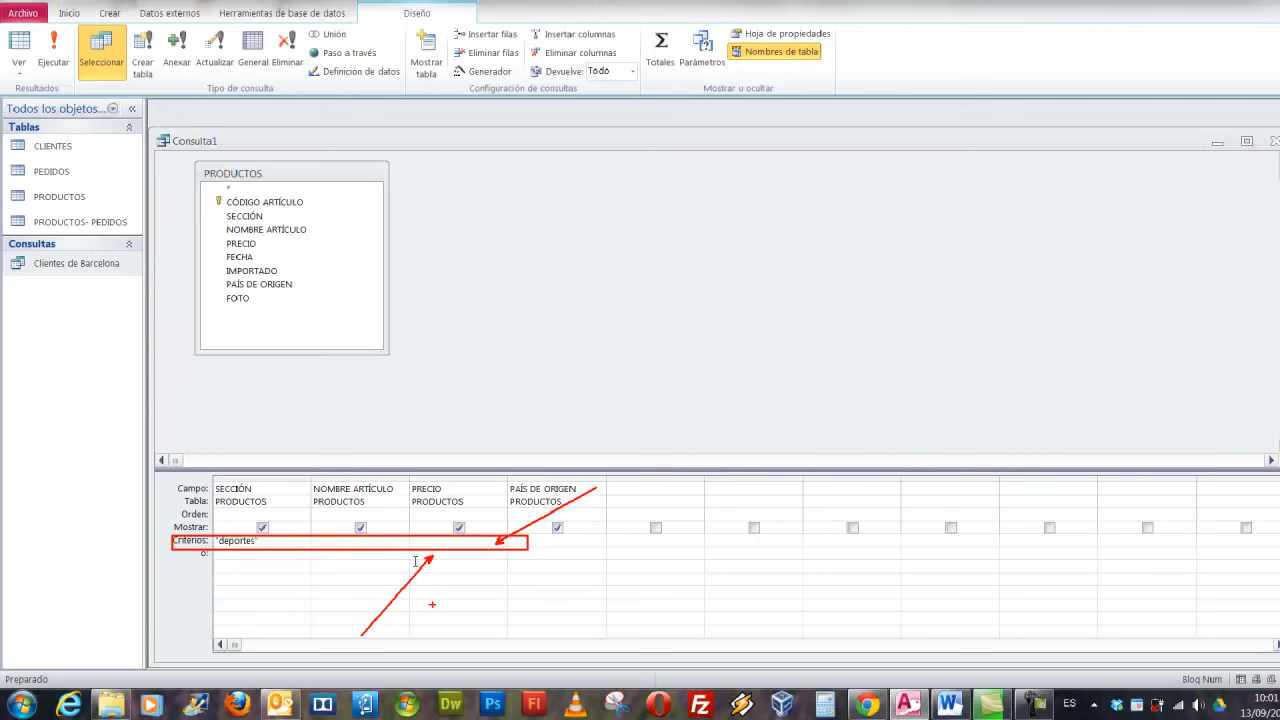 Archivo Inicio Crear Datos externos Herramientas de base de datos Diseño
Ver
Ejecutar
Seleccionar
Crear tabla
Anexar
Actualizar
General
Eliminar
Unión
Paso a través
Definición de datos
Mostrar tabla
Insertar filas
Eliminar filas
Generador
Insertar columnas
Eliminar columnas
Devuelve: Todo
Σ
Totales
Parámetros
Hoja de propiedades
Nombres de tabla
Resultados
Tipo de consulta
Configuración de consultas
Mostrar u ocultar
Todos los objetos...
Tablas
CLIENTES
PEDIDOS
PRODUCTOS
PRODUCTOS- PEDIDOS
Consultas
Clientes de Barcelona
Consulta1
PRODUCTOS
*
CÓDIGO ARTÍCULO
SECCIÓN
NOMBRE ARTÍCULO
PRECIO
FECHA
IMPORTADO
PAÍS DE ORIGEN
FOTO
Campo: SECCIÓN NOMBRE ARTÍCULO PRECIO PAÍS DE ORIGEN
Tabla: PRODUCTOS PRODUCTOS PRODUCTOS PRODUCTOS
Orden:
Mostrar:
Criterios: "deportes"
o:
Preparado
Bloq Num
Dw Ps Fl Fz
ES
10:01
13/09/20